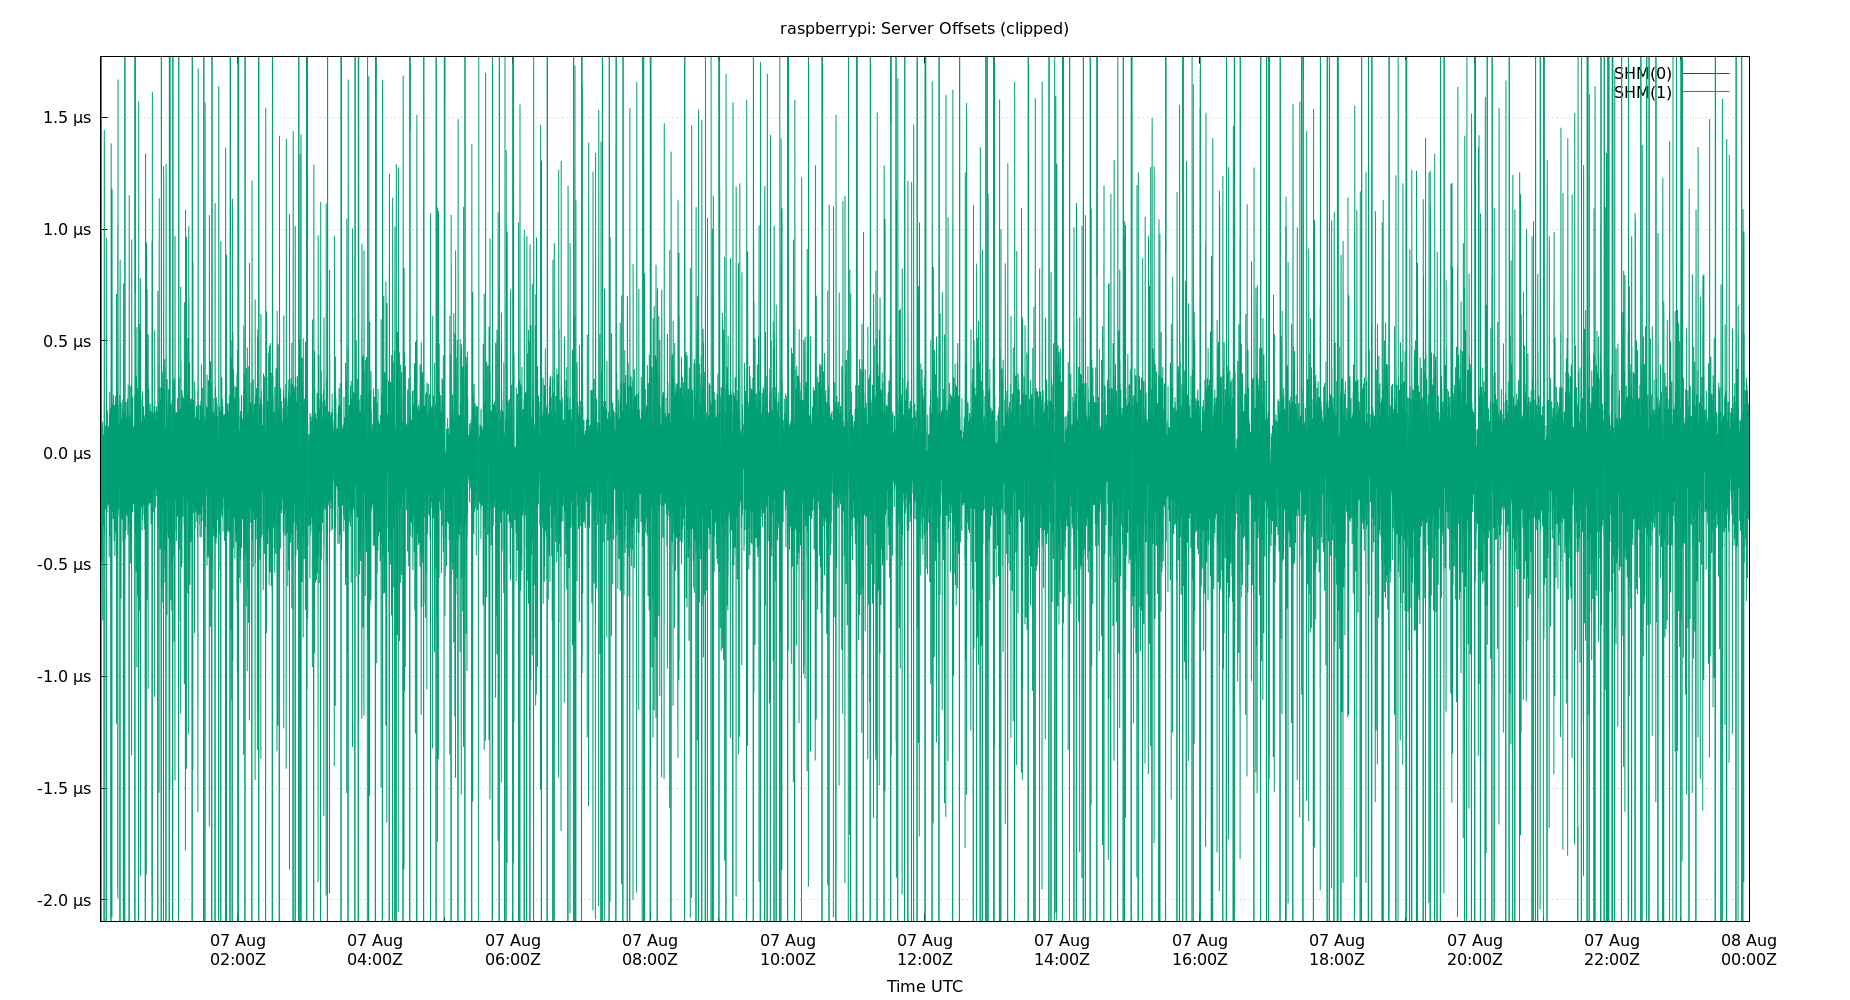 raspberrypi: Server Offsets (clipped)
SHM(0)
SHM(1)
1.5 μs
1.0 μs
0.5 μs
0.0 μs
-0.5 μs
-1.0 μs
-1.5 μs
-2.0 μs
07 Aug 07 Aug 07 Aug 07 Aug 07 Aug 07 Aug 07 Aug 07 Aug 07 Aug 07 Aug 07 Aug 08 Aug
02:00Z 04:00Z 06:00Z 08:00Z 10:00Z 12:00Z 14:00Z 16:00Z 18:00Z 20:00Z 22:00Z 00:00Z
Time UTC